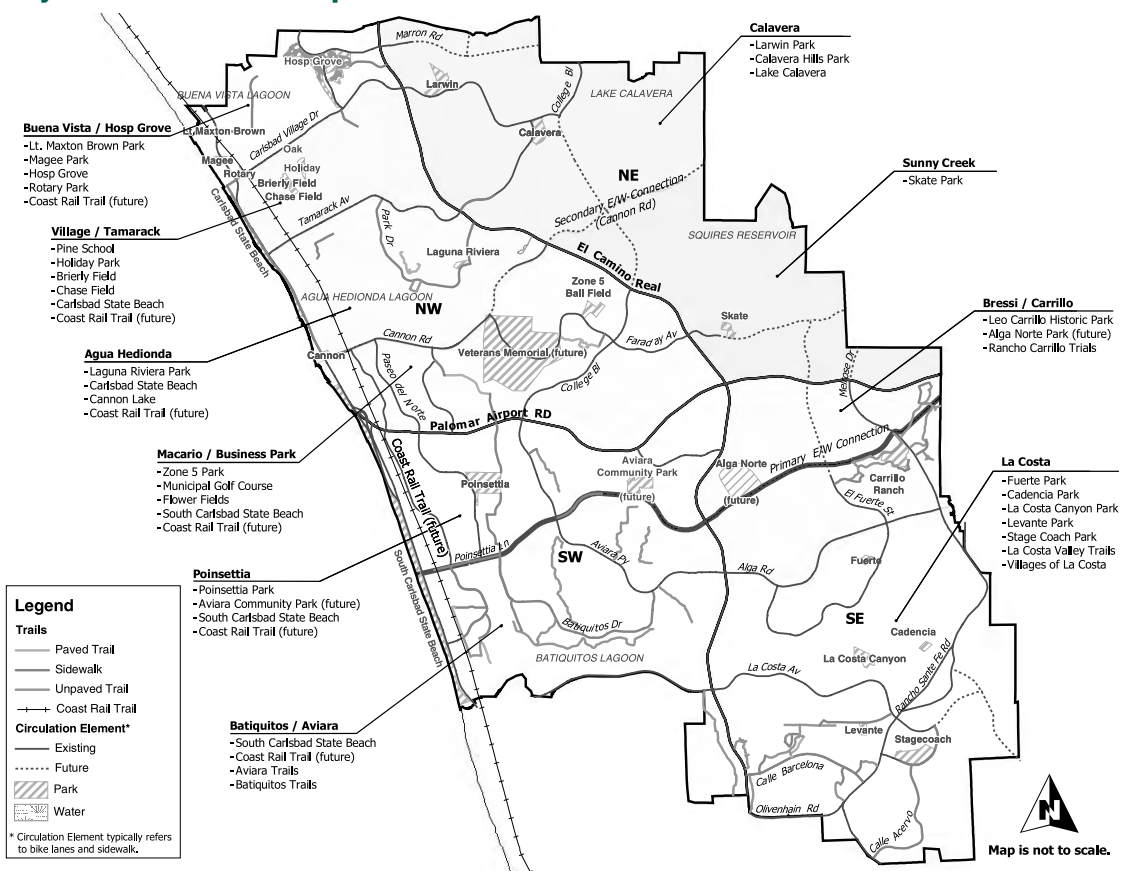 Calavera
-Larwin Park
-Calavera Hills Park
-Lake Calavera
Sunny Creek
-Skate Park
Bressi / Carrillo
-Leo Carrillo Historic Park
-Alga Norte Park (future)
-Rancho Carrillo Trials
La Costa
-Fuerte Park
-Cadencia Park
-La Costa Canyon Park
-Levante Park
-Stage Coach Park
-La Costa Valley Trails
-Villages of La Costa
Buena Vista / Hosp Grove
-Lt. Maxton Brown Park
-Magee Park
-Hosp Grove
-Rotary Park
-Coast Rail Trail (future)
Village / Tamarack
-Pine School
-Holiday Park
-Brierly Field
-Chase Field
-Carlsbad State Beach
-Coast Rail Trail (future)
Agua Hedionda
-Laguna Riviera Park
-Carlsbad State Beach
-Cannon Lake
-Coast Rail Trail (future)
Macario / Business Park
-Zone 5 Park
-Municipal Golf Course
-Flower Fields
-South Carlsbad State Beach
-Coast Rail Trail (future)
Poinsettia
-Poinsettia Park
-Aviara Community Park (future)
-South Carlsbad State Beach
-Coast Rail Trail (future)
Batiquitos / Aviara
-South Carlsbad State Beach
-Coast Rail Trail (future)
-Aviara Trails
-Batiquitos Trails
Marron Rd
Hosp Grove
Larwin
College Bl
LAKE CALAVERA
BUENA VISTA LAGOON
Lt. Maxton-Brown
Carlsbad Village Dr
Calavera
Magee
Oak
Rotary
Holiday
Brierly Field
Chase Field
NE
Secondary E/W Connection
(Cannon Rd)
Tamarack Av
Park Dr
Carlsbad State Beach
SQUIRES RESERVOIR
Laguna Riviera
El Camino Real
AGUA HEDIONDA LAGOON
NW
Zone 5
Ball Field
Skate
Cannon Rd
Veterans Memorial (future)
Faraday Av
Cannon
Paseo del Norte
College Bl
Melrose Dr
Palomar Airport RD
Coast Rail Trail (future)
Primary E/W Connection
Aviara
Community Park
(future)
Alga Norte
(future)
Carrillo
Ranch
Poinsettia
El Fuerte St
Poinsettia Ln
SW
Aviara Py
Alga Rd
Fuerte
South Carlsbad State Beach
Batiquitos Dr
SE
Cadencia
BATIQUITOS LAGOON
La Costa Canyon
La Costa Av
Rancho Sante Fe Rd
Levante
Stagecoach
Calle Barcelona
Olivenhain Rd
Calle Acervo
Legend
Trails
Paved Trail
Sidewalk
Unpaved Trail
Coast Rail Trail
Circulation Element*
Existing
Future
Park
Water
* Circulation Element typically refers
to bike lanes and sidewalk.
N
Map is not to scale.